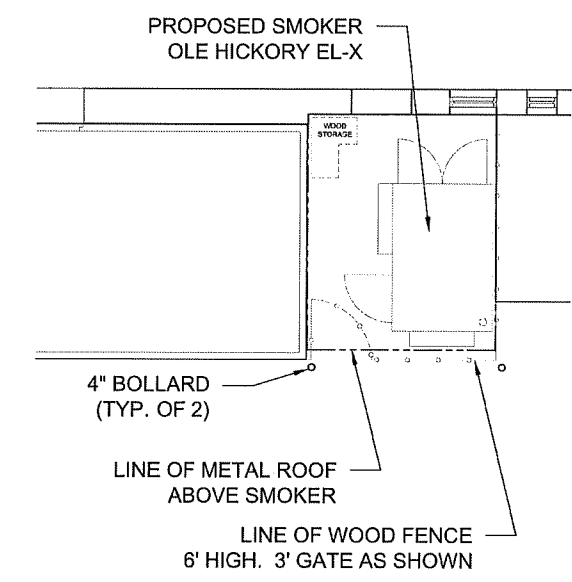 PROPOSED SMOKER
OLE HICKORY EL-X
WOOD
STORAGE
4" BOLLARD
(TYP. OF 2)
LINE OF METAL ROOF
ABOVE SMOKER
LINE OF WOOD FENCE
6' HIGH. 3' GATE AS SHOWN